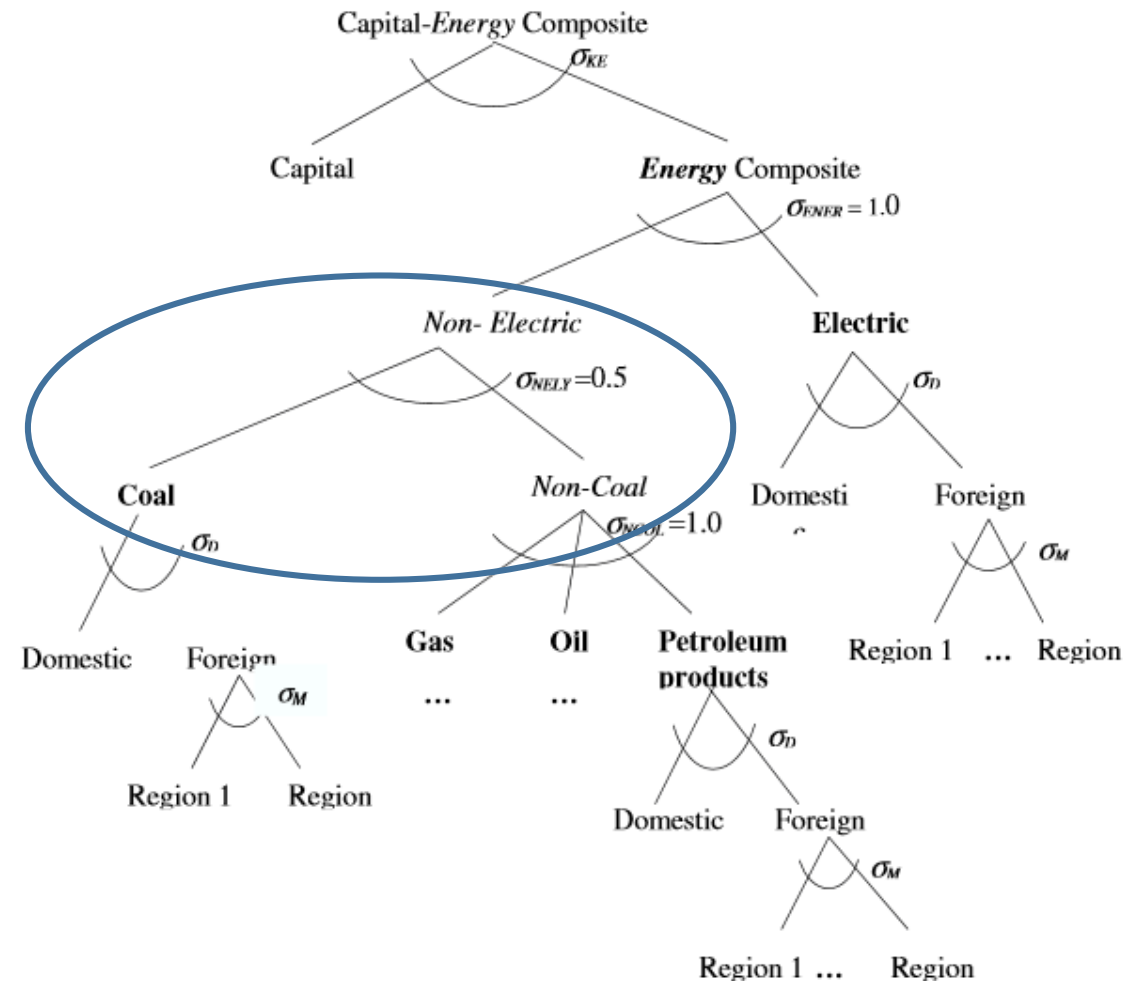 Capital-Energy Composite
σKE
Capital
Energy Composite
σENER = 1.0
Non- Electric
Electric
σNELY=0.5
σD
Coal
Non-Coal
Domesti
Foreign
σD
σNCOL=1.0
σM
Domestic
Foreign
Gas
Oil
Petroleum
products
Region 1 ... Region
σM
...
...
σD
Region 1
Region
Domestic
Foreign
σM
Region 1 ... Region